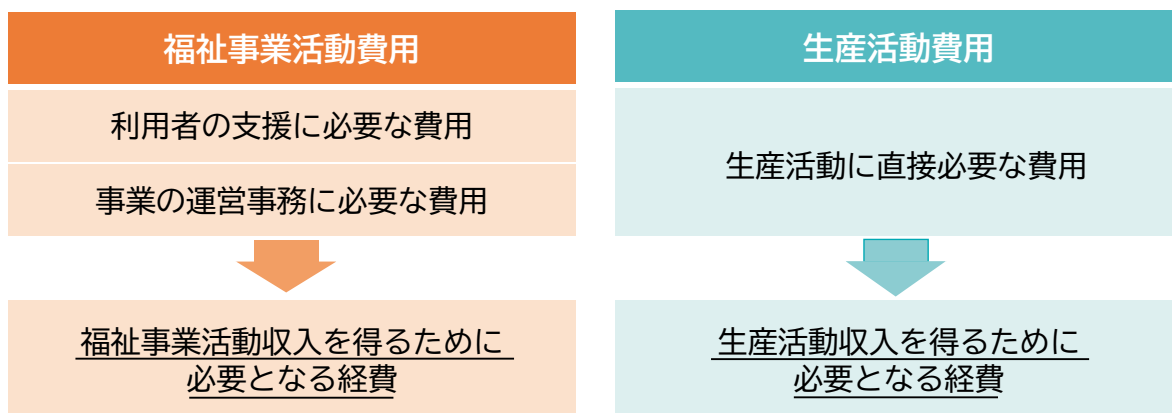 福祉事業活動費用
利用者の支援に必要な費用
事業の運営事務に必要な費用
福祉事業活動収入を得るために
必要となる経費
生産活動費用
生産活動に直接必要な費用
生産活動収入を得るために
必要となる経費